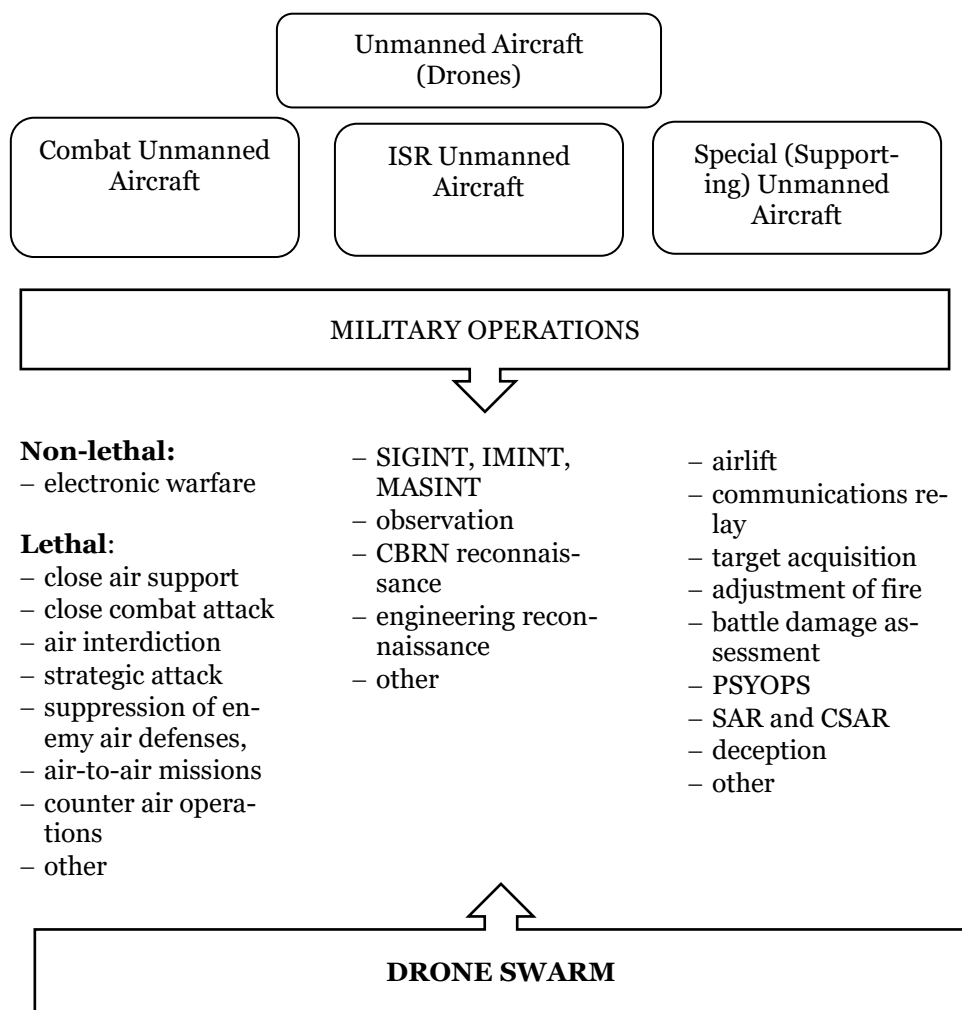 Unmanned Aircraft
(Drones)
Combat Unmanned
Aircraft
ISR Unmanned
Aircraft
Special (Support-
ing) Unmanned
Aircraft
MILITARY OPERATIONS
Non-lethal:
– electronic warfare
Lethal:
– close air support
– close combat attack
– air interdiction
– strategic attack
– suppression of en-
emy air defenses,
– air-to-air missions
– counter air opera-
tions
– other
– SIGINT, IMINT,
MASINT
– observation
– CBRN reconnais-
sance
– engineering recon-
naissance
– other
– airlift
– communications re-
lay
– target acquisition
– adjustment of fire
– battle damage as-
sessment
– PSYOPS
– SAR and CSAR
– deception
– other
DRONE SWARM